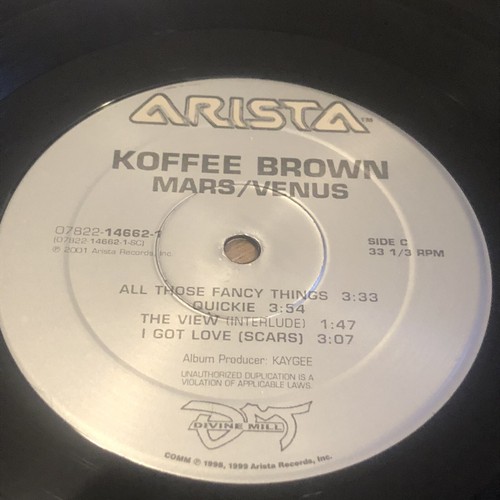 ARISTA™
KOFFEE BROWN
MARS/VENUS
07822-14662-1
(07822-14662-1-SC)
℗ 2001 Arista Records, Inc.
SIDE C
33 1/3 RPM
ALL THOSE FANCY THINGS 3:33
QUICKIE 3:54
THE VIEW (INTERLUDE) 1:47
I GOT LOVE (SCARS) 3:07
Album Producer: KAYGEE
UNAUTHORIZED DUPLICATION IS A
VIOLATION OF APPLICABLE LAWS.
DIVINE MILL
COMM ℗ 1998, 1999 Arista Records, Inc.